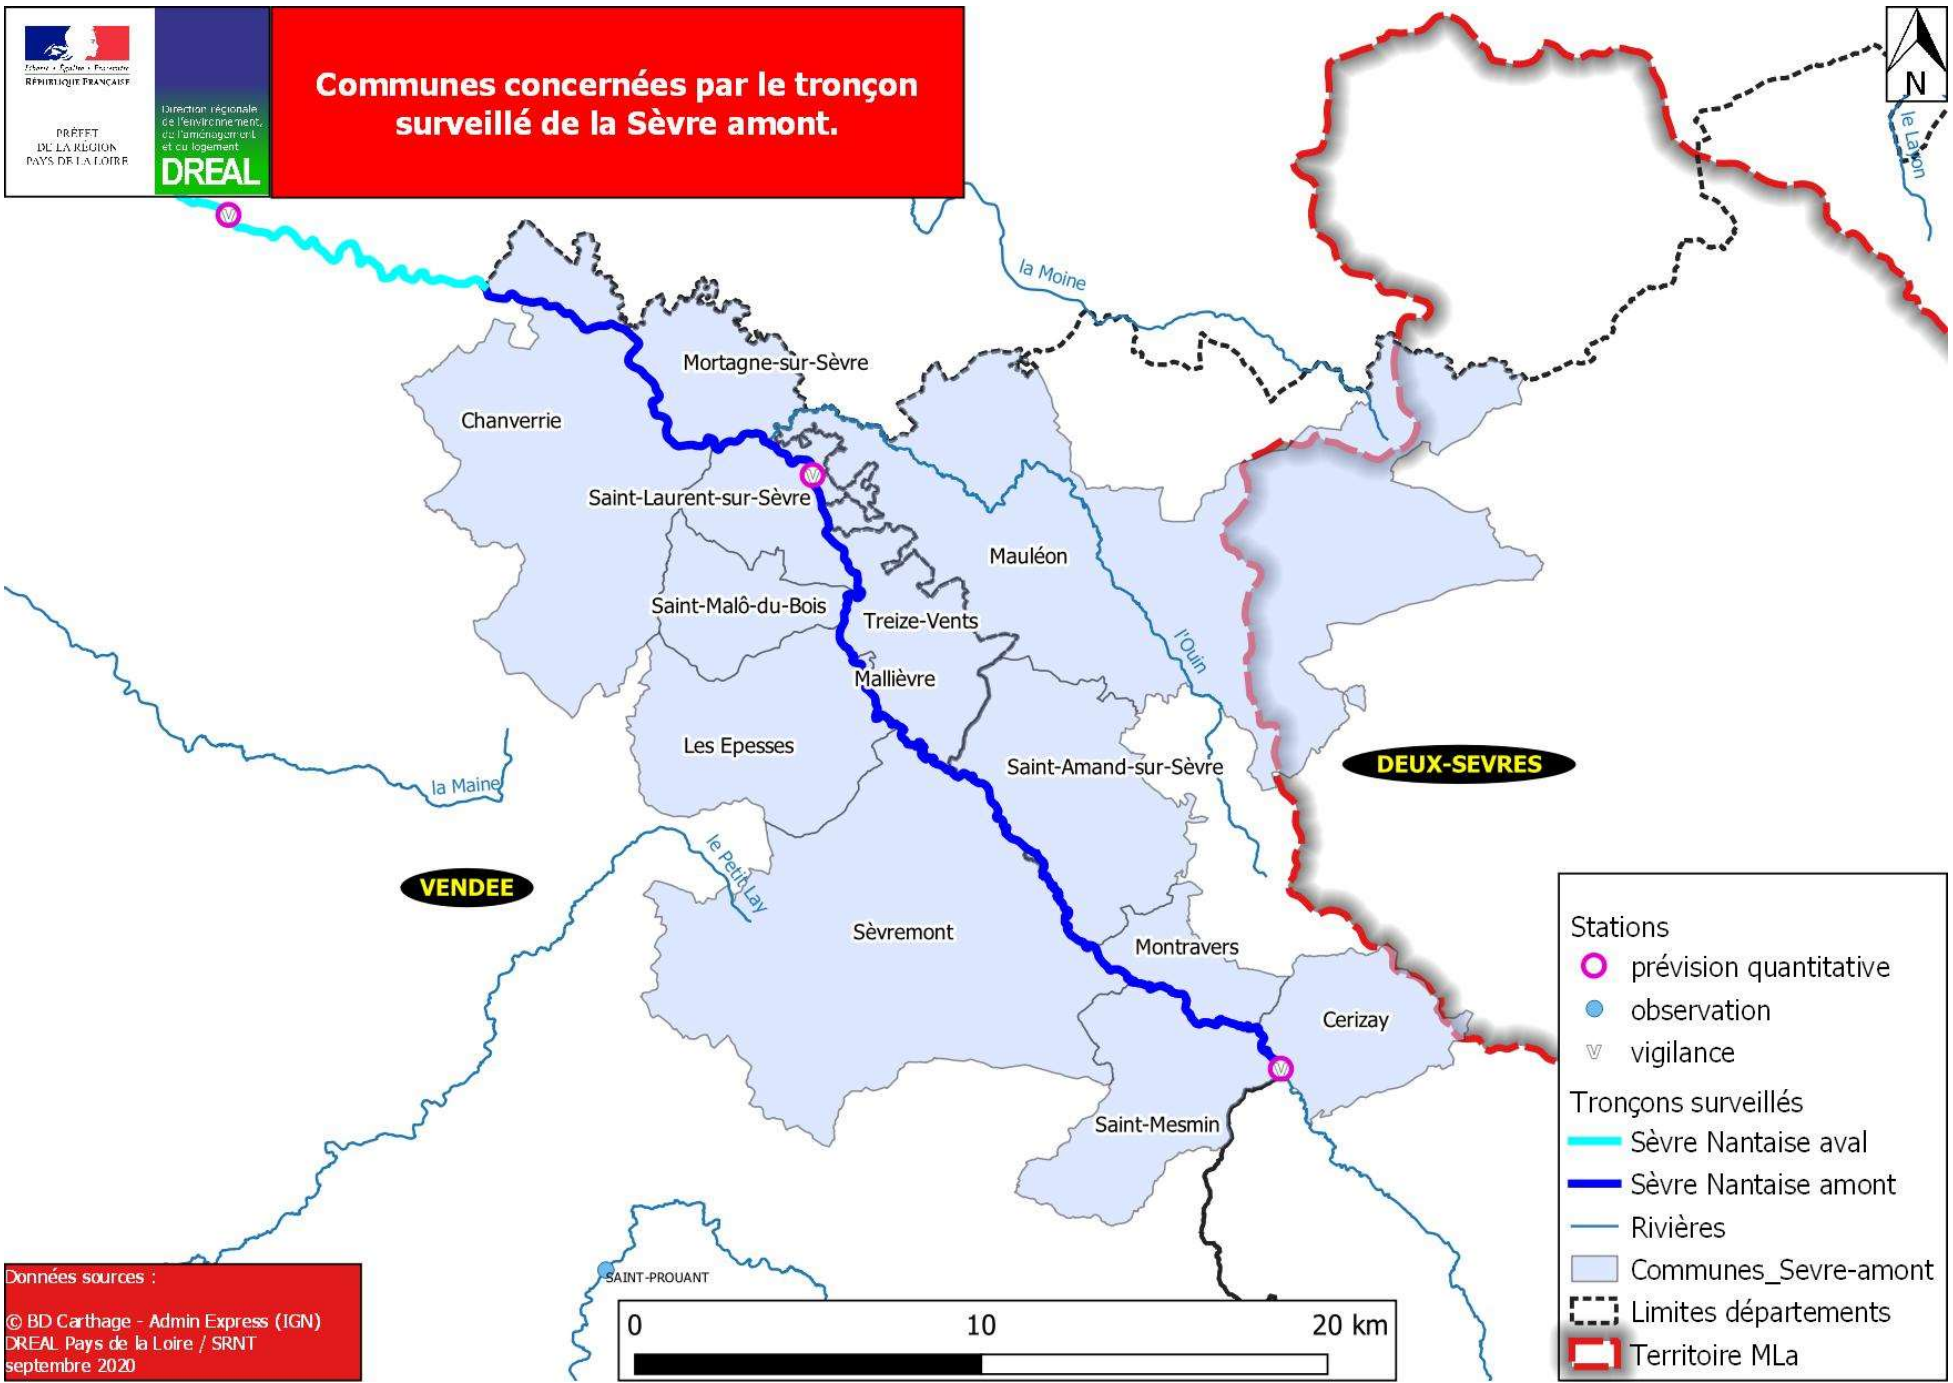 Liberté • Égalité • Fraternité
RÉPUBLIQUE FRANÇAISE
PRÉFET
DE LA RÉGION
PAYS DE LA LOIRE
Direction régionale
de l'environnement,
de l'aménagement
et du logement
DREAL
Communes concernées par le tronçon
surveillé de la Sèvre amont.
N
le Layon
la Moine
Mortagne-sur-Sèvre
Chanverrie
Saint-Laurent-sur-Sèvre
Mauléon
Saint-Malô-du-Bois
Treize-Vents
l'Ouin
Mallièvre
Les Epesses
Saint-Amand-sur-Sèvre
DEUX-SEVRES
la Maine
le Petit Lay
VENDEE
Sèvremont
Montravers
Cerizay
Saint-Mesmin
SAINT-PROUANT
V
V
V
Stations
prévision quantitative
observation
V vigilance
Tronçons surveillés
Sèvre Nantaise aval
Sèvre Nantaise amont
Rivières
Communes_Sevre-amont
Limites départements
Territoire MLa
Données sources :
© BD Carthage - Admin Express (IGN)
DREAL Pays de la Loire / SRNT
septembre 2020
0 10 20 km